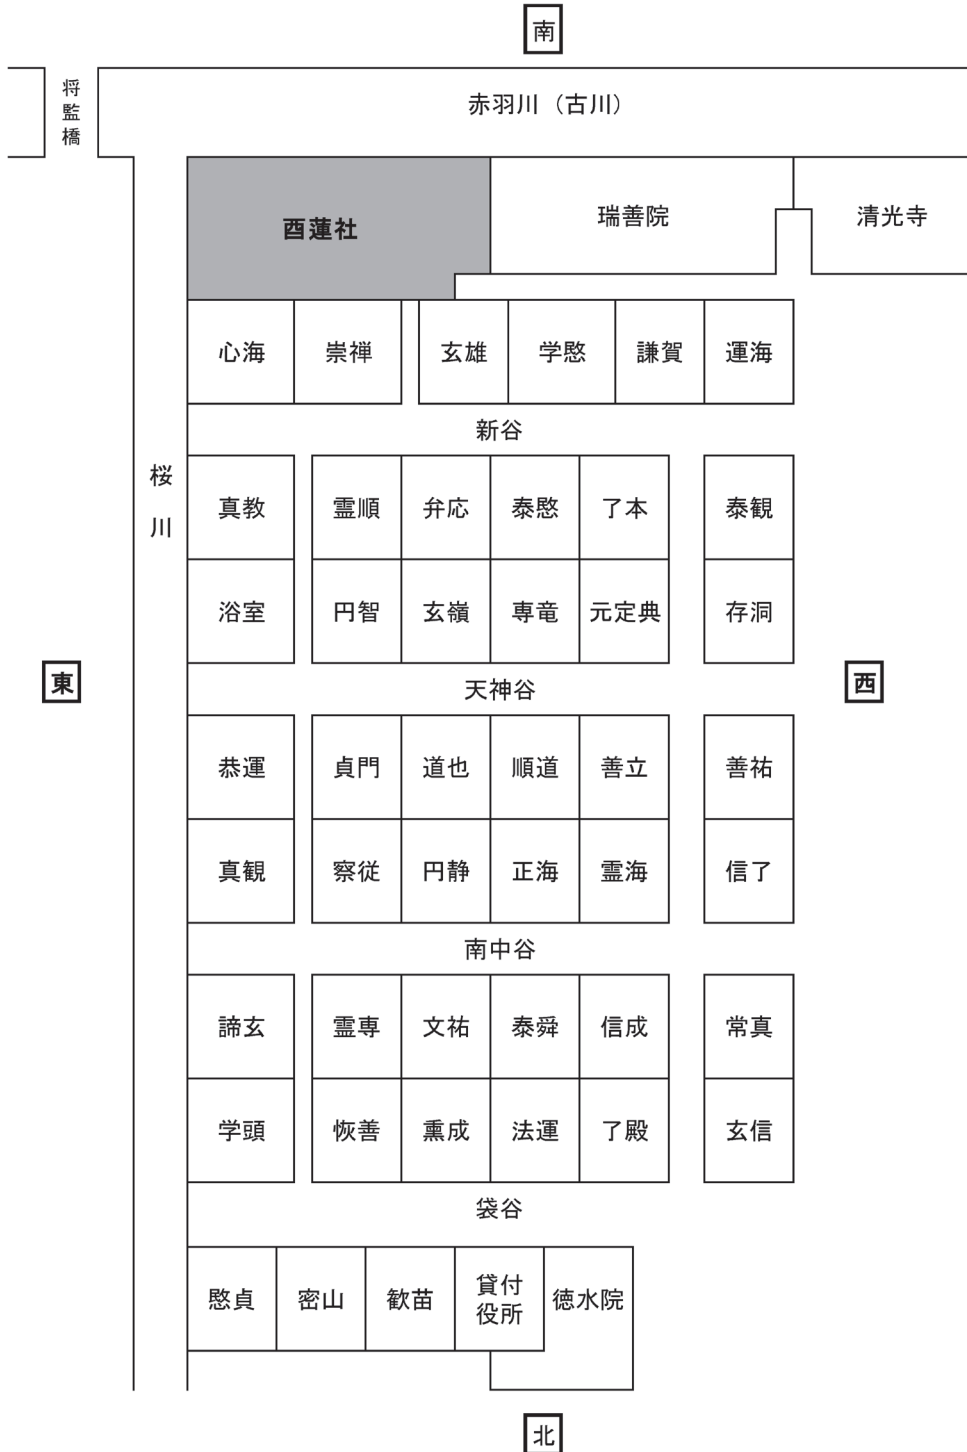 南
将監橋
赤羽川（古川）
酉蓮社
瑞善院
清光寺
心海
崇禅
玄雄
学愍
謙賀
運海
新谷
桜川
真教
霊順
弁応
泰愍
了本
泰観
浴室
円智
玄嶺
専竜
元定典
存洞
東
天神谷
西
恭運
貞門
道也
順道
善立
善祐
真観
察従
円静
正海
霊海
信了
南中谷
諦玄
霊専
文祐
泰舜
信成
常真
学頭
恢善
熏成
法運
了殿
玄信
袋谷
愍貞
密山
歓苗
貸付
役所
徳水院
北